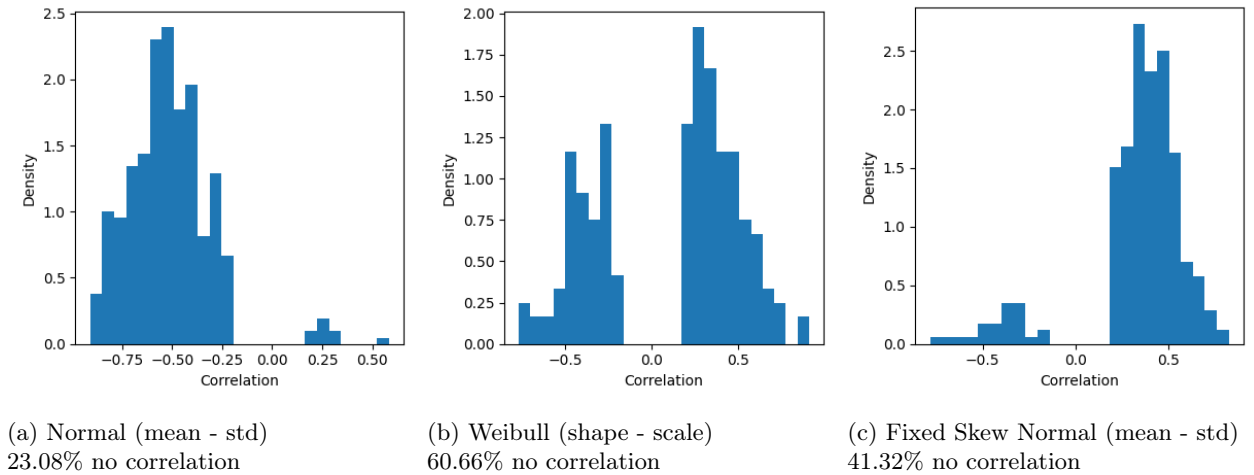 2.5
2.0
1.5
1.0
0.5
0.0
Density
−0.75
−0.50
−0.25
0.00
0.25
0.50
Correlation
2.00
1.75
1.50
1.25
1.00
0.75
0.50
0.25
0.00
Density
−0.5
0.0
0.5
Correlation
2.5
2.0
1.5
1.0
0.5
0.0
Density
−0.5
0.0
0.5
Correlation
(a) Normal (mean - std)
23.08% no correlation
(b) Weibull (shape - scale)
60.66% no correlation
(c) Fixed Skew Normal (mean - std)
41.32% no correlation